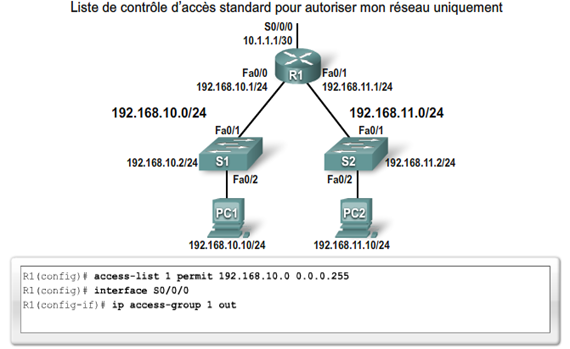 Liste de contrôle d'accès standard pour autoriser mon réseau uniquement
S0/0/0
10.1.1.1/30
R1
Fa0/0
192.168.10.1/24
Fa0/1
192.168.11.1/24
192.168.10.0/24
192.168.11.0/24
Fa0/1
Fa0/1
192.168.10.2/24
S1
S2
192.168.11.2/24
Fa0/2
Fa0/2
PC1
PC2
192.168.10.10/24
192.168.11.10/24
R1(config)# access-list 1 permit 192.168.10.0 0.0.0.255
R1(config)# interface S0/0/0
R1(config-if)# ip access-group 1 out